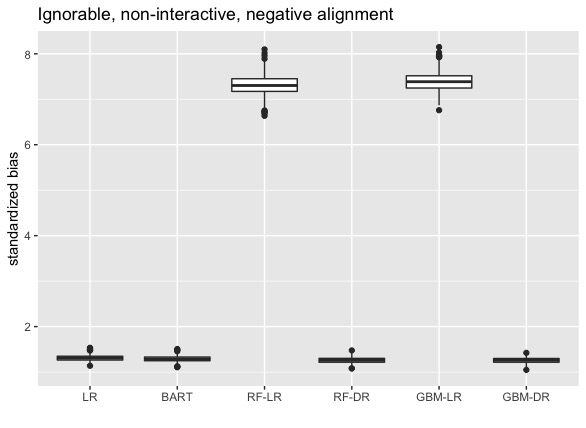 Ignorable, non-interactive, negative alignment
standardized bias
8
6
4
2
LR BART RF-LR RF-DR GBM-LR GBM-DR